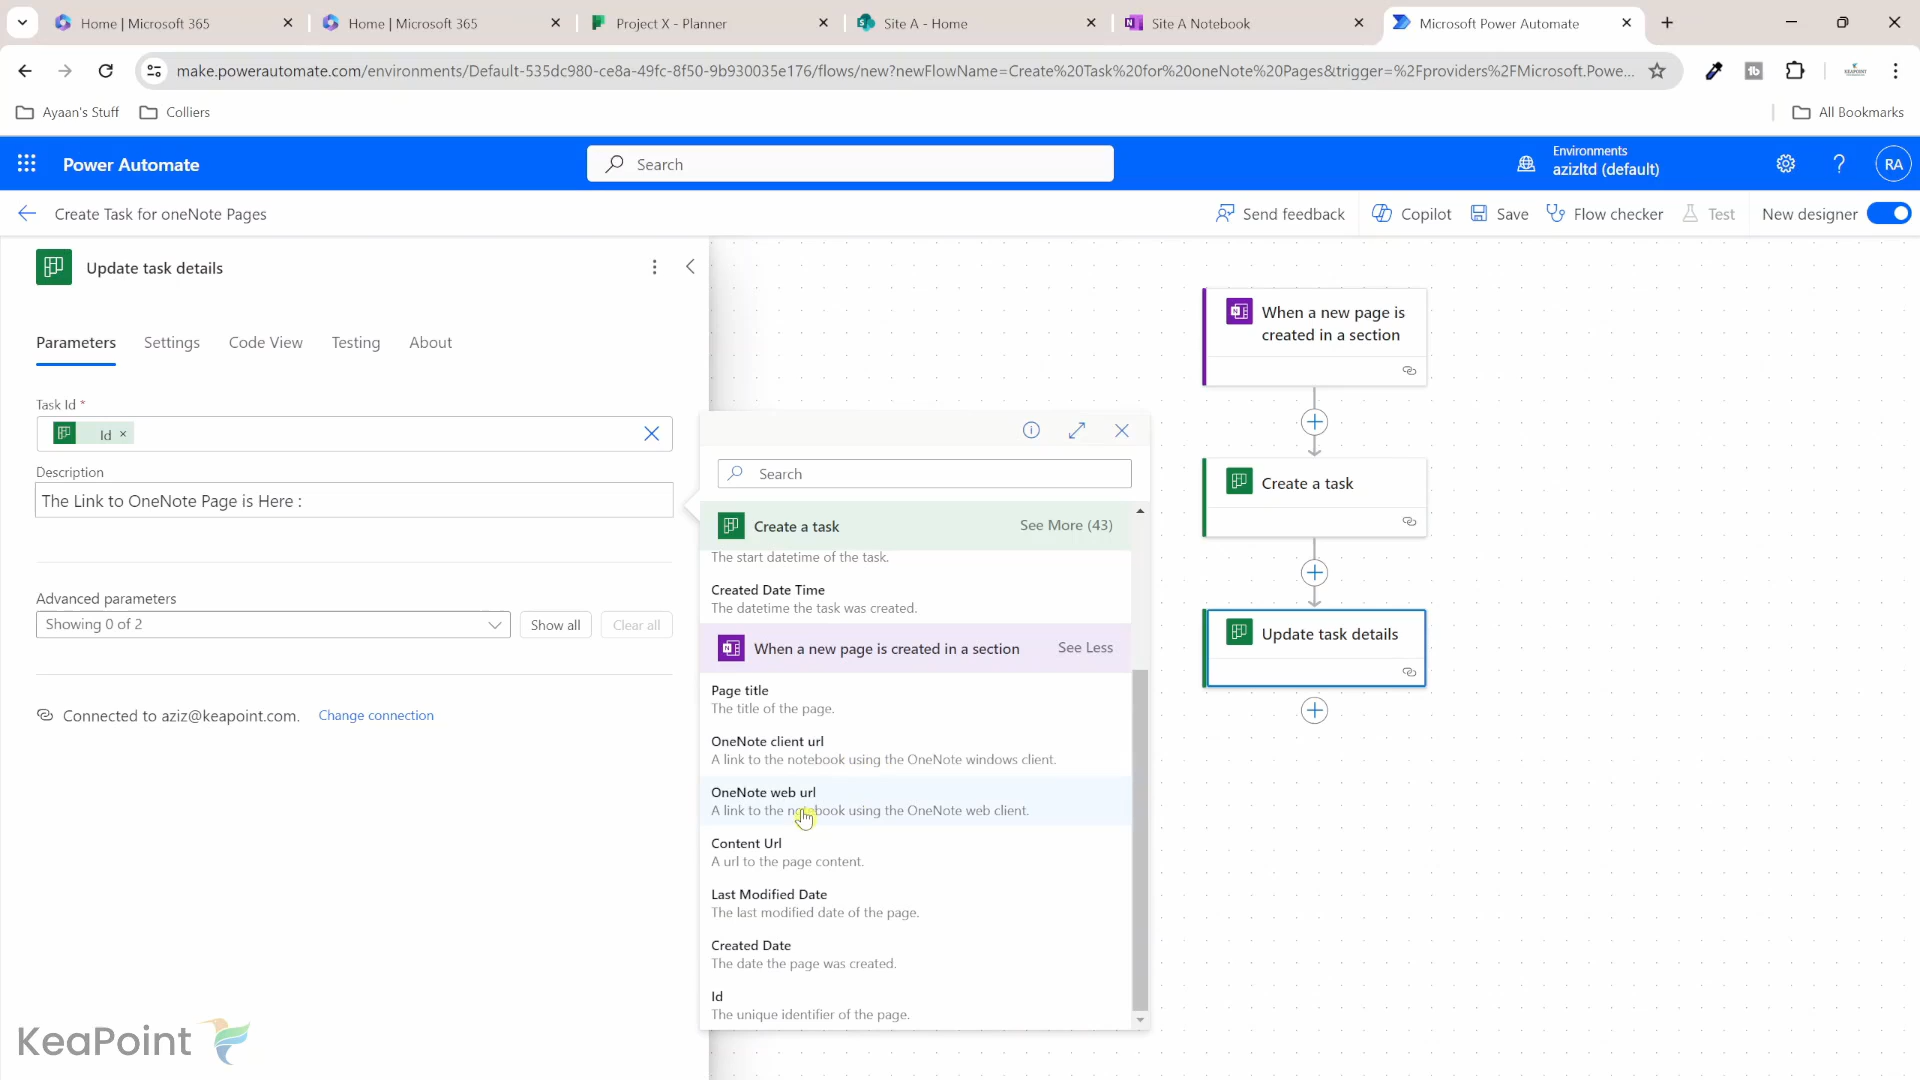 Home | Microsoft 365
Home | Microsoft 365
Project X - Planner
Site A - Home
Site A Notebook
Microsoft Power Automate
make.powerautomate.com/environments/Default-535dc980-ce8a-49fc-8f50-9b930035e176/flows/new?newFlowName=Create%20Task%20for%20oneNote%20Pages&trigger=%2Fproviders%2FMicrosoft.Powe...
Ayaan's Stuff
Colliers
All Bookmarks
Power Automate
Search
Environments
azizltd (default)
RA
Create Task for oneNote Pages
Send feedback
Copilot
Save
Flow checker
Test
New designer
Update task details
Parameters
Settings
Code View
Testing
About
Task Id *
Id
Description
The Link to OneNote Page is Here :
Advanced parameters
Showing 0 of 2
Show all
Clear all
Connected to aziz@keapoint.com.
Change connection
Search
Create a task
See More (43)
The start datetime of the task.
Created Date Time
The datetime the task was created.
When a new page is created in a section
See Less
Page title
The title of the page.
OneNote client url
A link to the notebook using the OneNote windows client.
OneNote web url
A link to the notebook using the OneNote web client.
Content Url
A url to the page content.
Last Modified Date
The last modified date of the page.
Created Date
The date the page was created.
Id
The unique identifier of the page.
When a new page is
created in a section
Create a task
Update task details
KeaPoint